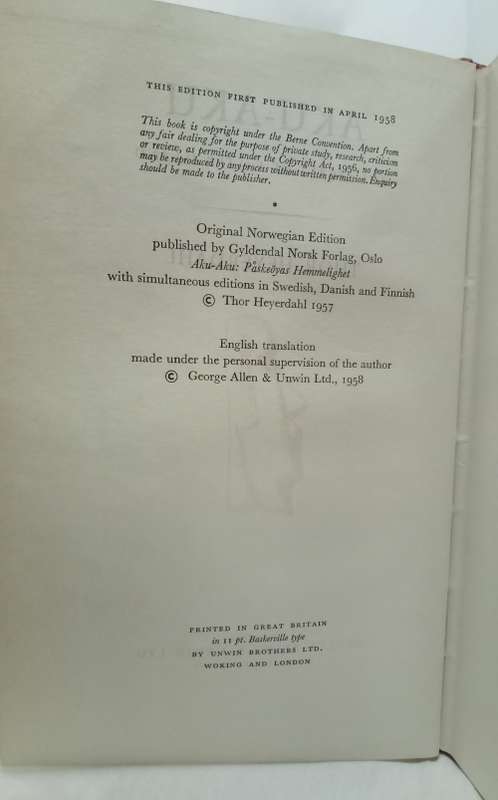 THIS EDITION FIRST PUBLISHED IN APRIL 1958
This book is copyright under the Berne Convention. Apart from
any fair dealing for the purpose of private study, research, criticism
or review, as permitted under the Copyright Act, 1956, no portion
may be reproduced by any process without written permission. Enquiry
should be made to the publisher.
Original Norwegian Edition
published by Gyldendal Norsk Forlag, Oslo
Aku-Aku: Påskeöyas Hemmelighet
with simultaneous editions in Swedish, Danish and Finnish
© Thor Heyerdahl 1957
English translation
made under the personal supervision of the author
© George Allen & Unwin Ltd., 1958
PRINTED IN GREAT BRITAIN
in 11 pt. Baskerville type
BY UNWIN BROTHERS LTD.
WOKING AND LONDON